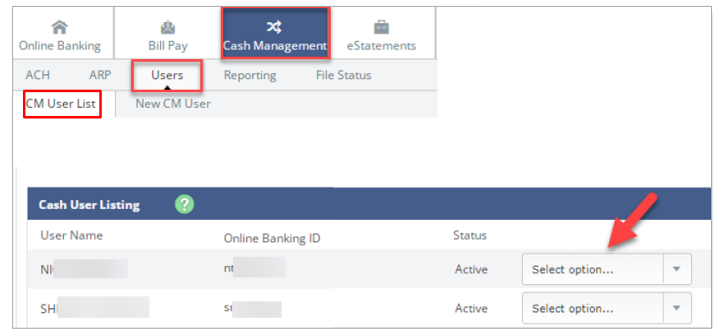 Online Banking Bill Pay Cash Management eStatements
ACH ARP Users Reporting File Status
CM User List New CM User
Cash User Listing ?
User Name Online Banking ID Status
Active Select option...
Active Select option...